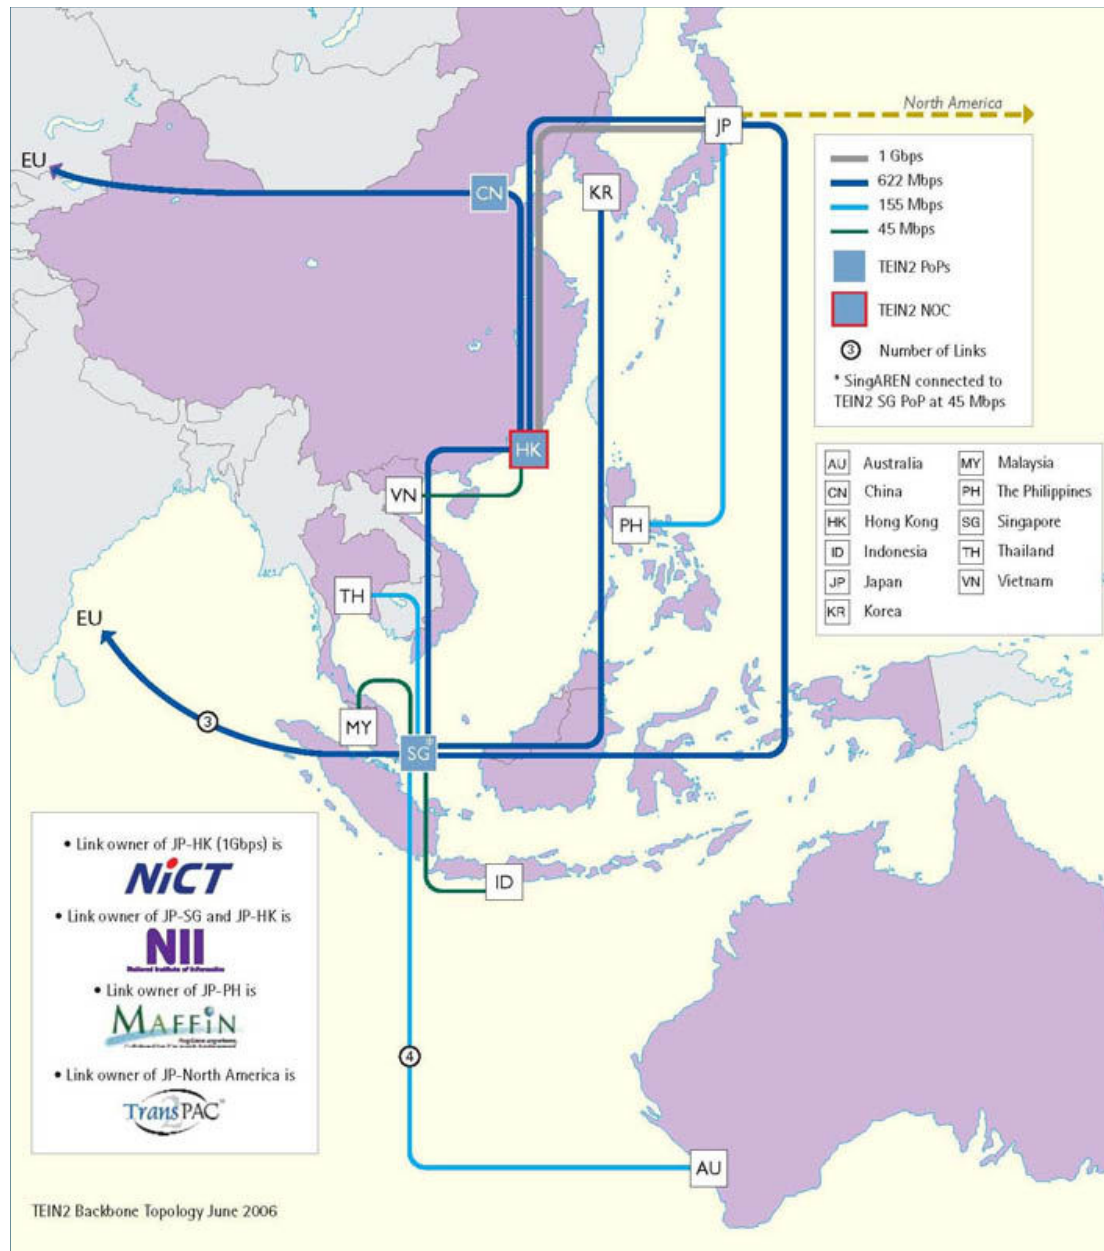 North America
JP
EU
CN
KR
1 Gbps
622 Mbps
155 Mbps
45 Mbps
TEIN2 PoPs
TEIN2 NOC
3 Number of Links
* SingAREN connected to
TEIN2 SG PoP at 45 Mbps
HK
VN
PH
AU Australia
CN China
HK Hong Kong
ID Indonesia
JP Japan
KR Korea
MY Malaysia
PH The Philippines
SG Singapore
TH Thailand
VN Vietnam
TH
EU
3
MY
SG*
ID
• Link owner of JP-HK (1Gbps) is
NiCT
• Link owner of JP-SG and JP-HK is
NII
National Institute of Informatics
• Link owner of JP-PH is
MAFFIN
• Link owner of JP-North America is
TransPAC2
4
AU
TEIN2 Backbone Topology June 2006